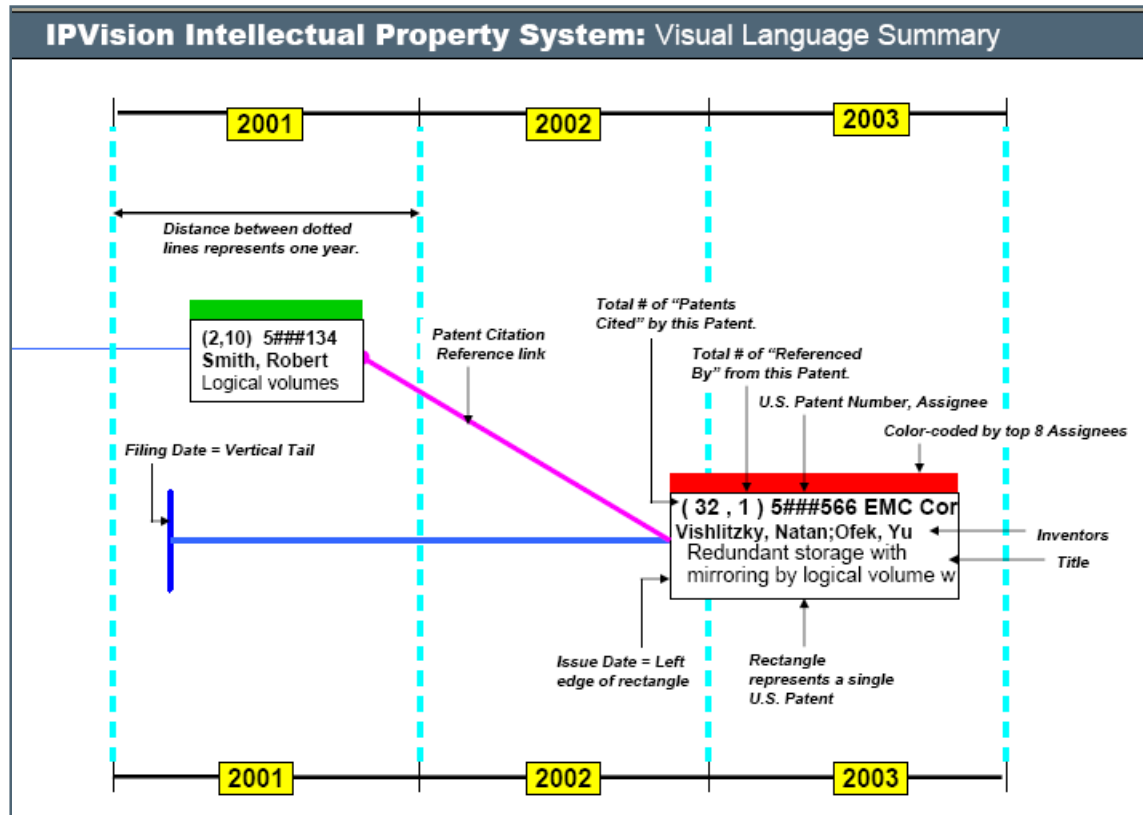 IPVision Intellectual Property System: Visual Language Summary
2001
2002
2003
Distance between dotted
lines represents one year.
(2,10) 5###134
Smith, Robert
Logical volumes
Patent Citation
Reference link
Total # of "Patents
Cited" by this Patent.
Total # of "Referenced
By" from this Patent.
U.S. Patent Number, Assignee
Color-coded by top 8 Assignees
Filing Date = Vertical Tail
( 32 , 1 ) 5###566 EMC Cor
Vishlitzky, Natan;Ofek, Yu
Redundant storage with
mirroring by logical volume w
Inventors
Title
Issue Date = Left
edge of rectangle
Rectangle
represents a single
U.S. Patent
2001
2002
2003